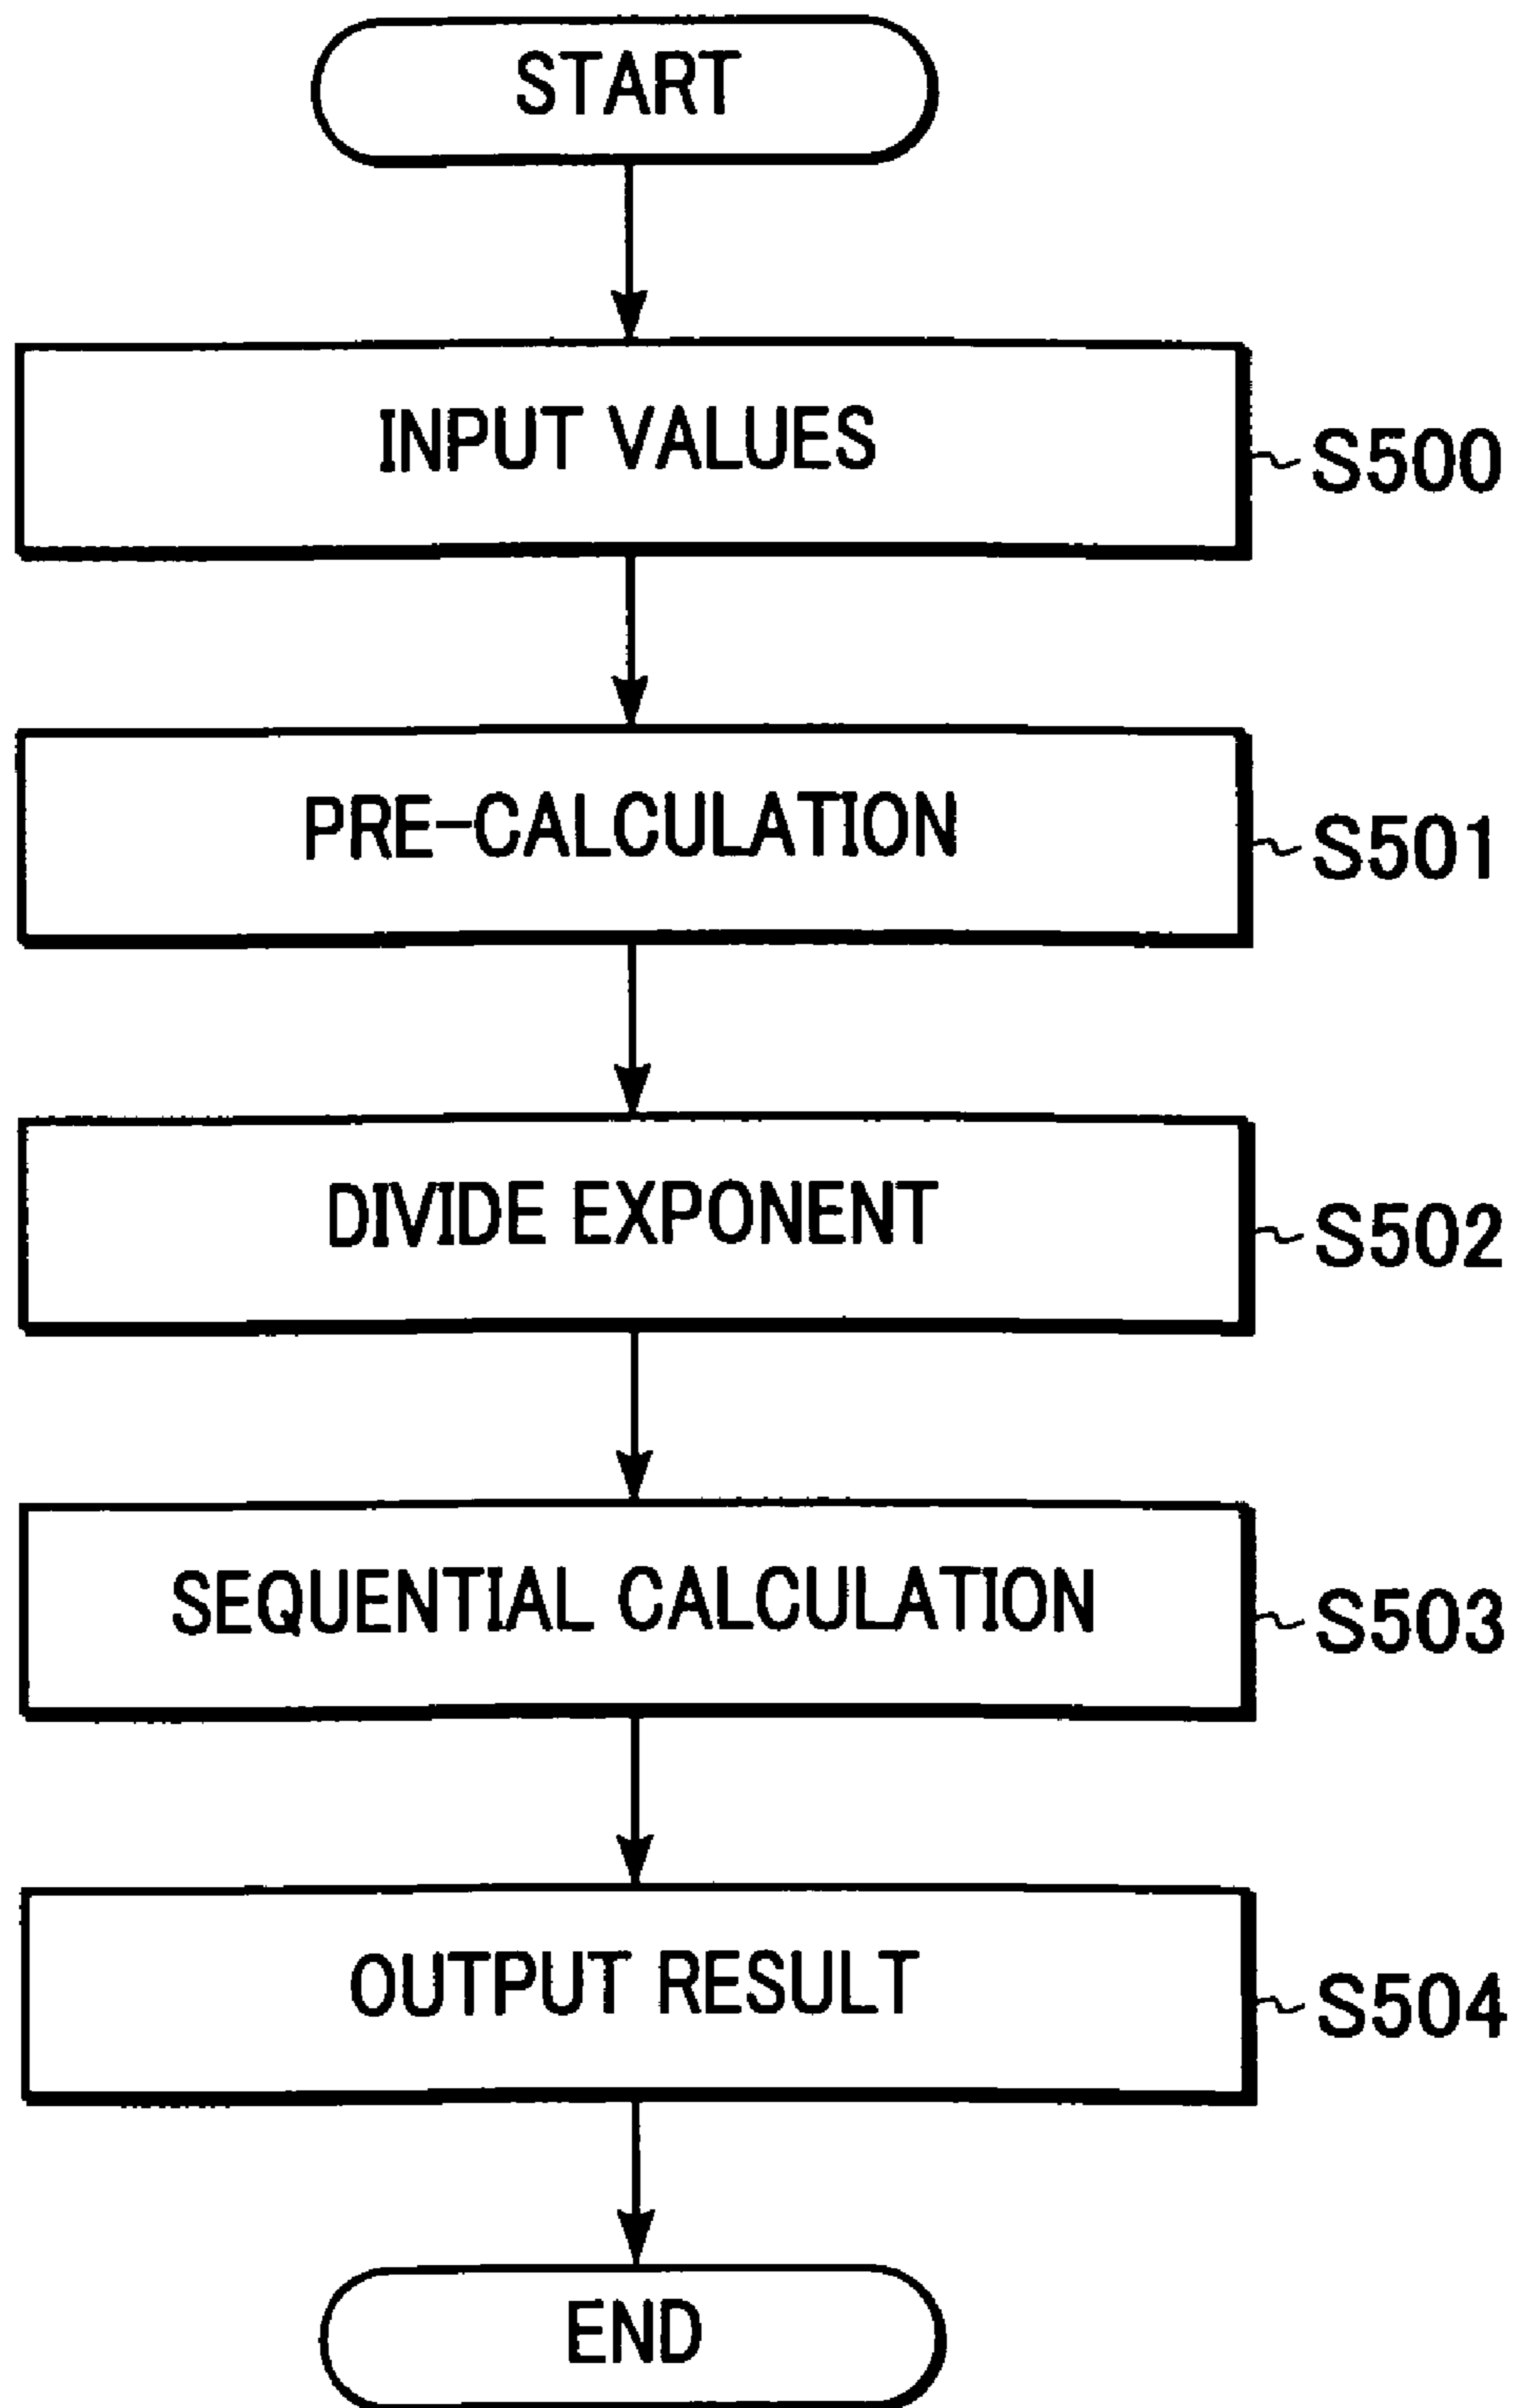 START
INPUT VALUES
S500
PRE-CALCULATION
S501
DIVIDE EXPONENT
S502
SEQUENTIAL CALCULATION
S503
OUTPUT RESULT
S504
END